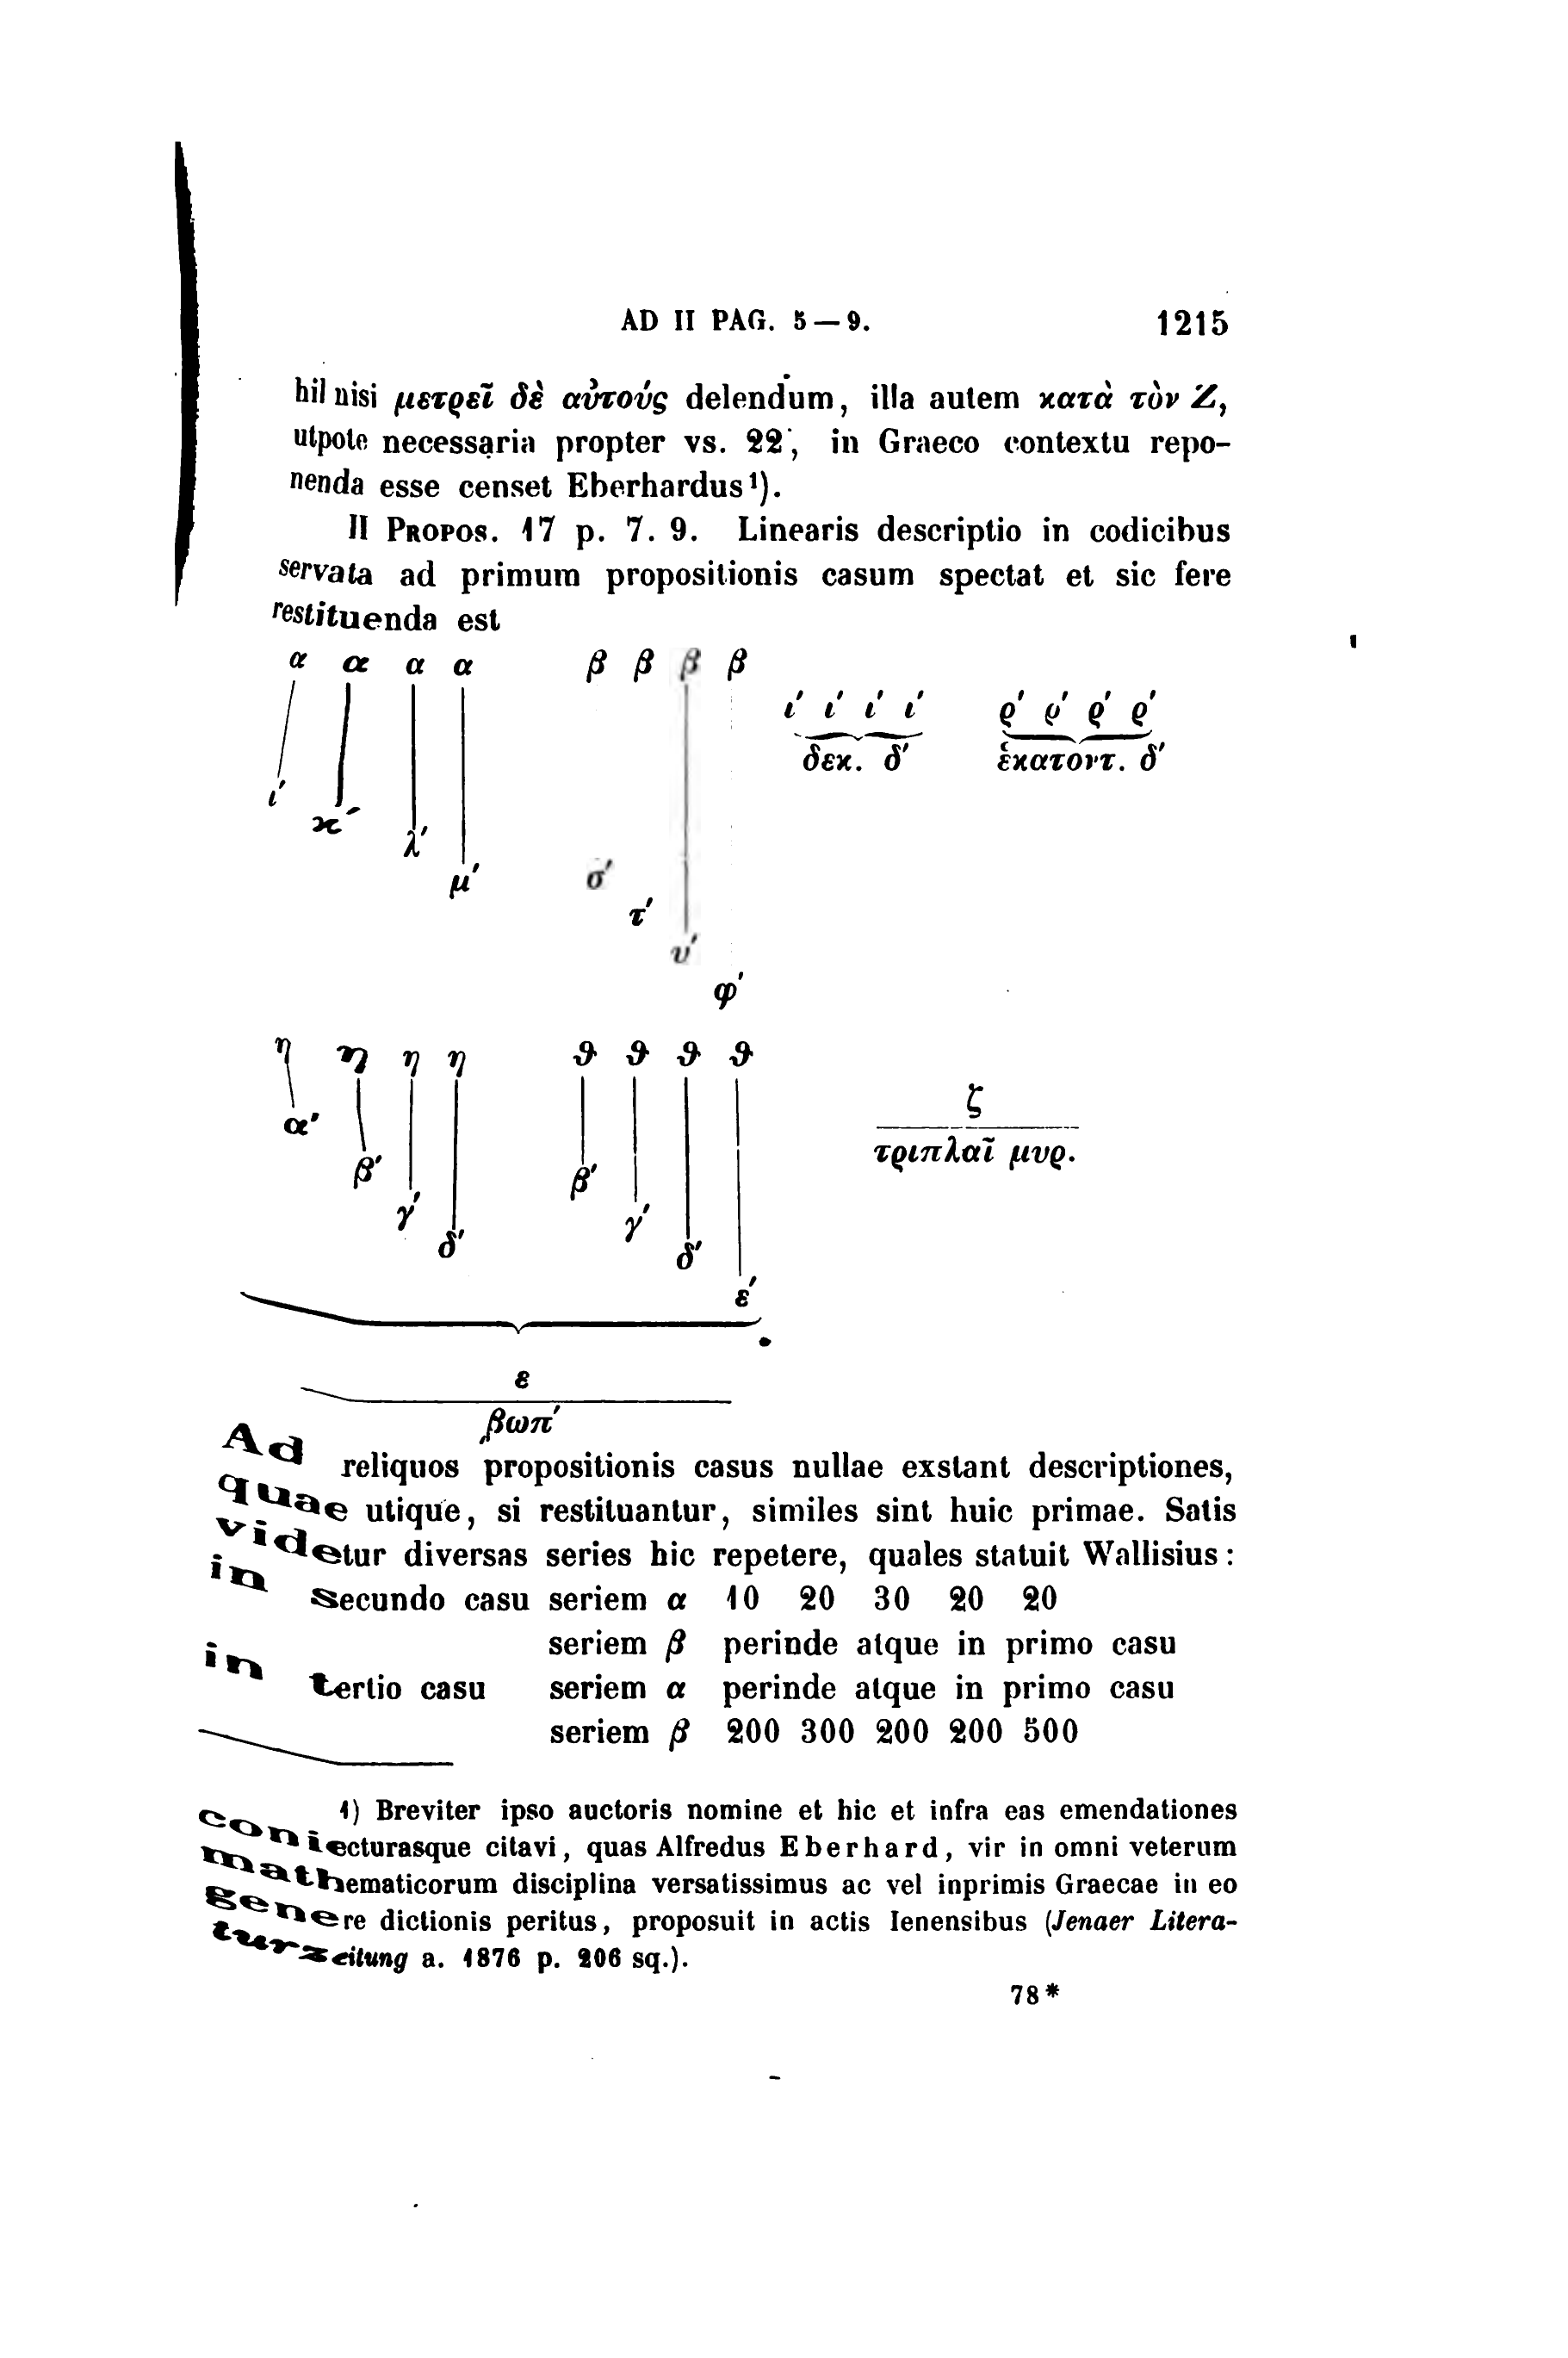 AD II PAG. 5 — 9. 1215
hil nisi μετρεῖ δὲ αὐτούς delendum, illa autem κατὰ τὸν Z,
utpote necessaria propter vs. 22, in Graeco contextu repo-
nenda esse censet Eberhardus¹).
II PROPOS. 17 p. 7. 9. Linearis descriptio in codicibus
servata ad primum propositionis casum spectat et sic fere
restituenda est
α α α α β β β β
ί ί ί ί ϱ′ ϱ′ ϱ′ ϱ′
δεκ. δ′ ἑκατοντ. δ′
ι′
κ′
λ′
μ′ σ′
τ′
υ′
φ′
η η η η ϑ ϑ ϑ ϑ
ζ
α′
τριπλαῖ μυρ.
β′ β′
γ′ γ′
δ′ δ′
ε′
ε
͵βωπ′
Ad reliquos propositionis casus nullae exstant descriptiones,
quae utique, si restituantur, similes sint huic primae. Satis
videtur diversas series hic repetere, quales statuit Wallisius:
in secundo casu seriem α 10 20 30 20 20
seriem β perinde atque in primo casu
in tertio casu seriem α perinde atque in primo casu
seriem β 200 300 200 200 500
1) Breviter ipso auctoris nomine et hic et infra eas emendationes
coniecturasque citavi, quas Alfredus Eberhard, vir in omni veterum
mathematicorum disciplina versatissimus ac vel inprimis Graecae in eo
genere dictionis peritus, proposuit in actis Ienensibus (Jenaer Litera-
turzeitung a. 1876 p. 206 sq.).
78*